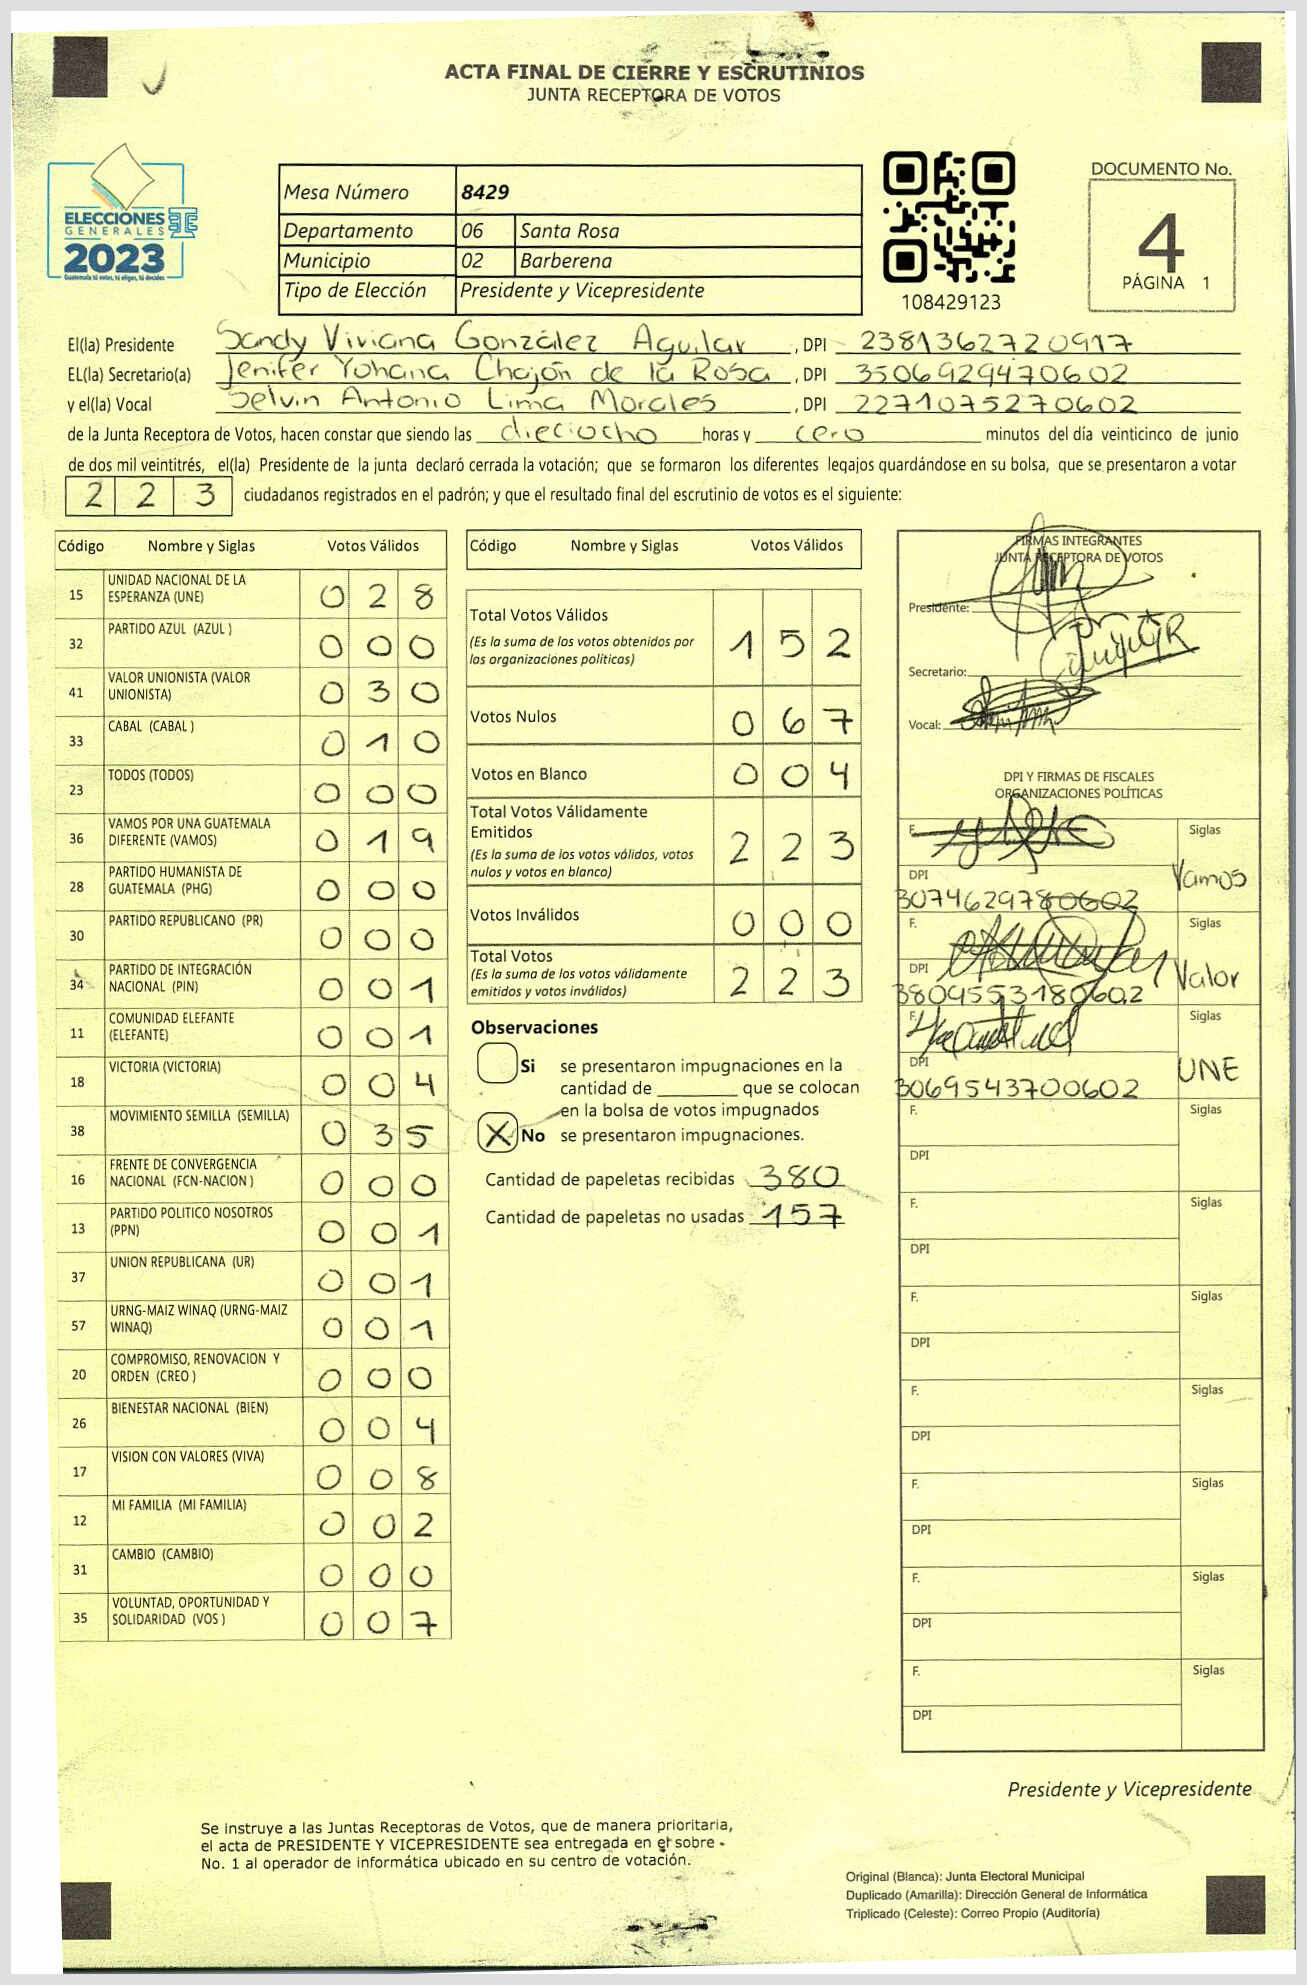 ACTA FINAL DE CIERRE Y ESCRUTINIOS
JUNTA RECEPTORA DE VOTOS
ELECCIONES
GENERALES
2023
Guatemala tú votas, tú eliges, tú decides
Mesa Número 8429
Departamento 06 Santa Rosa
Municipio 02 Barberena
Tipo de Elección Presidente y Vicepresidente
108429123
DOCUMENTO No.
4
PÁGINA 1
El(la) Presidente Sandy Viviana González Aguilar , DPI 2381362720917
EL(la) Secretario(a) Jenifer Yohana Chajón de la Rosa , DPI 3506929470602
y el(la) Vocal Selvin Antonio Lima Morales , DPI 2271075270602
de la Junta Receptora de Votos, hacen constar que siendo las dieciocho horas y cero minutos del día veinticinco de junio
de dos mil veintitrés, el(la) Presidente de la junta declaró cerrada la votación; que se formaron los diferentes legajos guardándose en su bolsa, que se presentaron a votar
2 2 3 ciudadanos registrados en el padrón; y que el resultado final del escrutinio de votos es el siguiente:
Código Nombre y Siglas Votos Válidos
15 UNIDAD NACIONAL DE LA ESPERANZA (UNE) 0 2 8
32 PARTIDO AZUL (AZUL ) 0 0 0
41 VALOR UNIONISTA (VALOR UNIONISTA) 0 3 0
33 CABAL (CABAL ) 0 1 0
23 TODOS (TODOS) 0 0 0
36 VAMOS POR UNA GUATEMALA DIFERENTE (VAMOS) 0 1 9
28 PARTIDO HUMANISTA DE GUATEMALA (PHG) 0 0 0
30 PARTIDO REPUBLICANO (PR) 0 0 0
34 PARTIDO DE INTEGRACIÓN NACIONAL (PIN) 0 0 1
11 COMUNIDAD ELEFANTE (ELEFANTE) 0 0 1
18 VICTORIA (VICTORIA) 0 0 4
38 MOVIMIENTO SEMILLA (SEMILLA) 0 3 5
16 FRENTE DE CONVERGENCIA NACIONAL (FCN-NACION ) 0 0 0
13 PARTIDO POLITICO NOSOTROS (PPN) 0 0 1
37 UNION REPUBLICANA (UR) 0 0 1
57 URNG-MAIZ WINAQ (URNG-MAIZ WINAQ) 0 0 1
20 COMPROMISO, RENOVACION Y ORDEN (CREO ) 0 0 0
26 BIENESTAR NACIONAL (BIEN) 0 0 4
17 VISION CON VALORES (VIVA) 0 0 8
12 MI FAMILIA (MI FAMILIA) 0 0 2
31 CAMBIO (CAMBIO) 0 0 0
35 VOLUNTAD, OPORTUNIDAD Y SOLIDARIDAD (VOS ) 0 0 7
Código Nombre y Siglas Votos Válidos
Total Votos Válidos
(Es la suma de los votos obtenidos por
las organizaciones políticas) 1 5 2
Votos Nulos 0 6 7
Votos en Blanco 0 0 4
Total Votos Válidamente
Emitidos
(Es la suma de los votos válidos, votos
nulos y votos en blanco) 2 2 3
Votos Inválidos 0 0 0
Total Votos
(Es la suma de los votos válidamente
emitidos y votos inválidos) 2 2 3
Observaciones
Si se presentaron impugnaciones en la
cantidad de ________ que se colocan
en la bolsa de votos impugnados
X No se presentaron impugnaciones.
Cantidad de papeletas recibidas 380
Cantidad de papeletas no usadas 157
FIRMAS INTEGRANTES
JUNTA RECEPTORA DE VOTOS
Presidente:
Secretario:
Vocal:
DPI Y FIRMAS DE FISCALES
ORGANIZACIONES POLÍTICAS
F. Siglas
DPI Vamos
3074629780602
F. Siglas
DPI Valor
3809553180602
F. Siglas
DPI UNE
3069543700602
F. Siglas
DPI
F. Siglas
DPI
F. Siglas
DPI
F. Siglas
DPI
F. Siglas
DPI
F. Siglas
DPI
F. Siglas
DPI
Presidente y Vicepresidente
Se instruye a las Juntas Receptoras de Votos, que de manera prioritaria,
el acta de PRESIDENTE Y VICEPRESIDENTE sea entregada en el sobre
No. 1 al operador de informática ubicado en su centro de votación.
Original (Blanca): Junta Electoral Municipal
Duplicado (Amarilla): Dirección General de Informática
Triplicado (Celeste): Correo Propio (Auditoría)